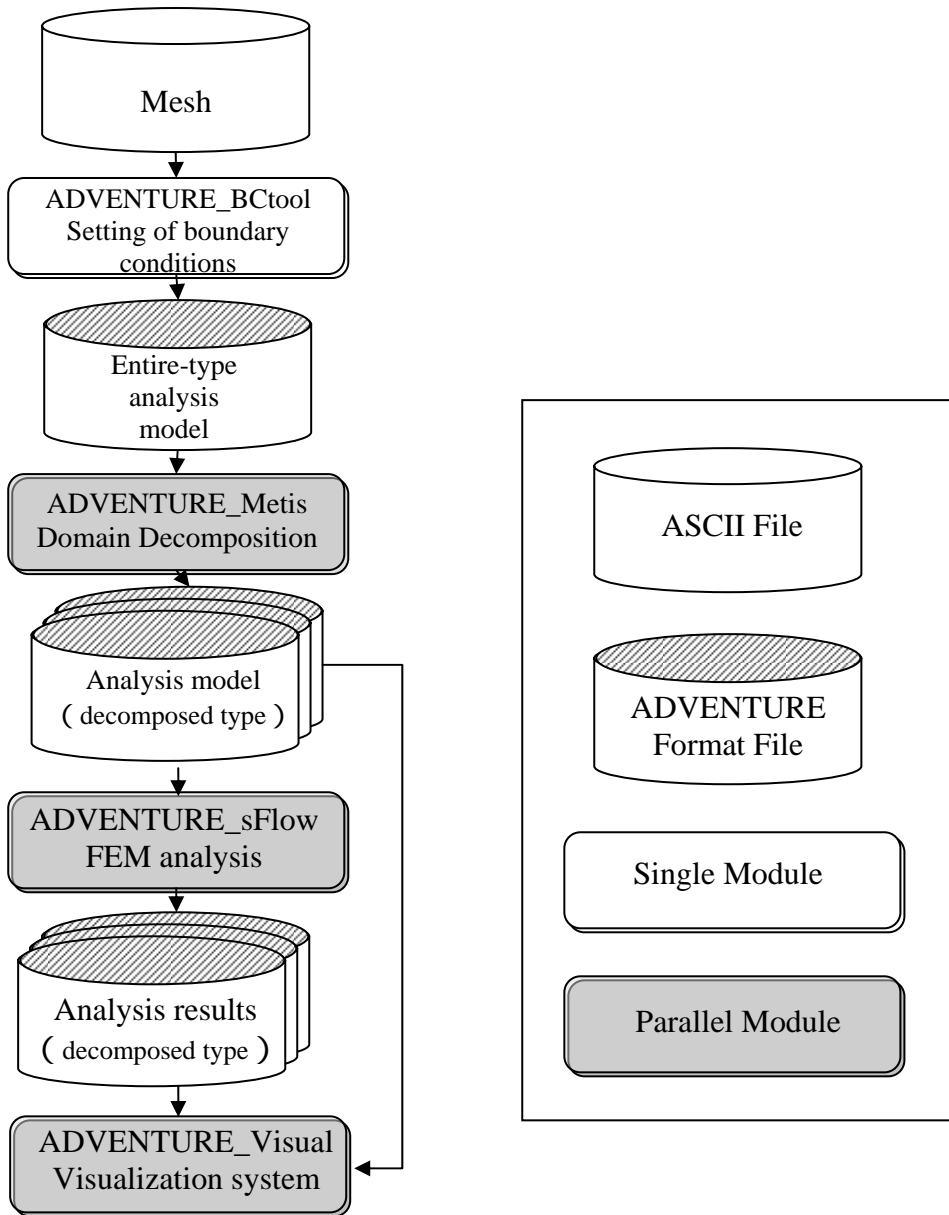 Mesh
ADVENTURE_BCtool
Setting of boundary
conditions
Entire-type
analysis
model
ADVENTURE_Metis
Domain Decomposition
Analysis model
( decomposed type )
ADVENTURE_sFlow
FEM analysis
Analysis results
( decomposed type )
ADVENTURE_Visual
Visualization system
ASCII File
ADVENTURE
Format File
Single Module
Parallel Module